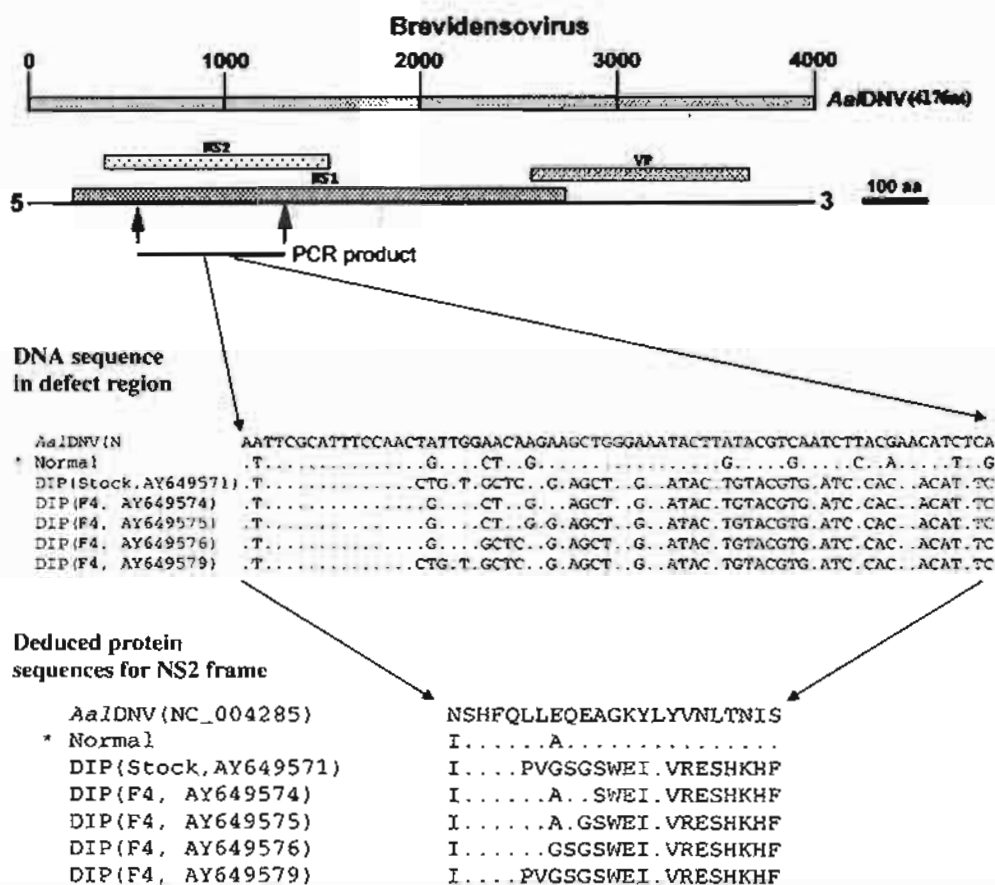 Brevidensovirus
0 1000 2000 3000 4000
AalDNV(4176nt)
NS2
VP
NS1
5 3
100 aa
PCR product
DNA sequence
in defect region
AalDNV(N AATTCGCATTTCCAACTATTGGAACAAGAAGCTGGGAAATACTTATACGTCAATCTTACGAACATCTCA
* Normal .T...............G....CT..G.................G.....G.....C..A.....T..G
DIP(Stock,AY649571) .T..............CTG.T.GCTC..G.AGCT..G..ATAC.TGTACGTG.ATC.CAC..ACAT.TC
DIP(F4, AY649574) .T...............G....CT..G...AGCT..G..ATAC.TGTACGTG.ATC.CAC..ACAT.TC
DIP(F4, AY649575) .T...............G....CT..G.G.AGCT..G..ATAC.TGTACGTG.ATC.CAC..ACAT.TC
DIP(F4, AY649576) .T...............G....GCTC..G.AGCT..G..ATAC.TGTACGTG.ATC.CAC..ACAT.TC
DIP(F4, AY649579) .T..............CTG.T.GCTC..G.AGCT..G..ATAC.TGTACGTG.ATC.CAC..ACAT.TC
Deduced protein
sequences for NS2 frame
AalDNV(NC_004285) NSHFQLLEQEAGKYLYVNLTNIS
* Normal I......A...............
DIP(Stock,AY649571) I....PVGSGSWEI.VRESHKHF
DIP(F4, AY649574) I......A..SWEI.VRESHKHF
DIP(F4, AY649575) I......A.GSWEI.VRESHKHF
DIP(F4, AY649576) I......GSGSWEI.VRESHKHF
DIP(F4, AY649579) I....PVGSGSWEI.VRESHKHF